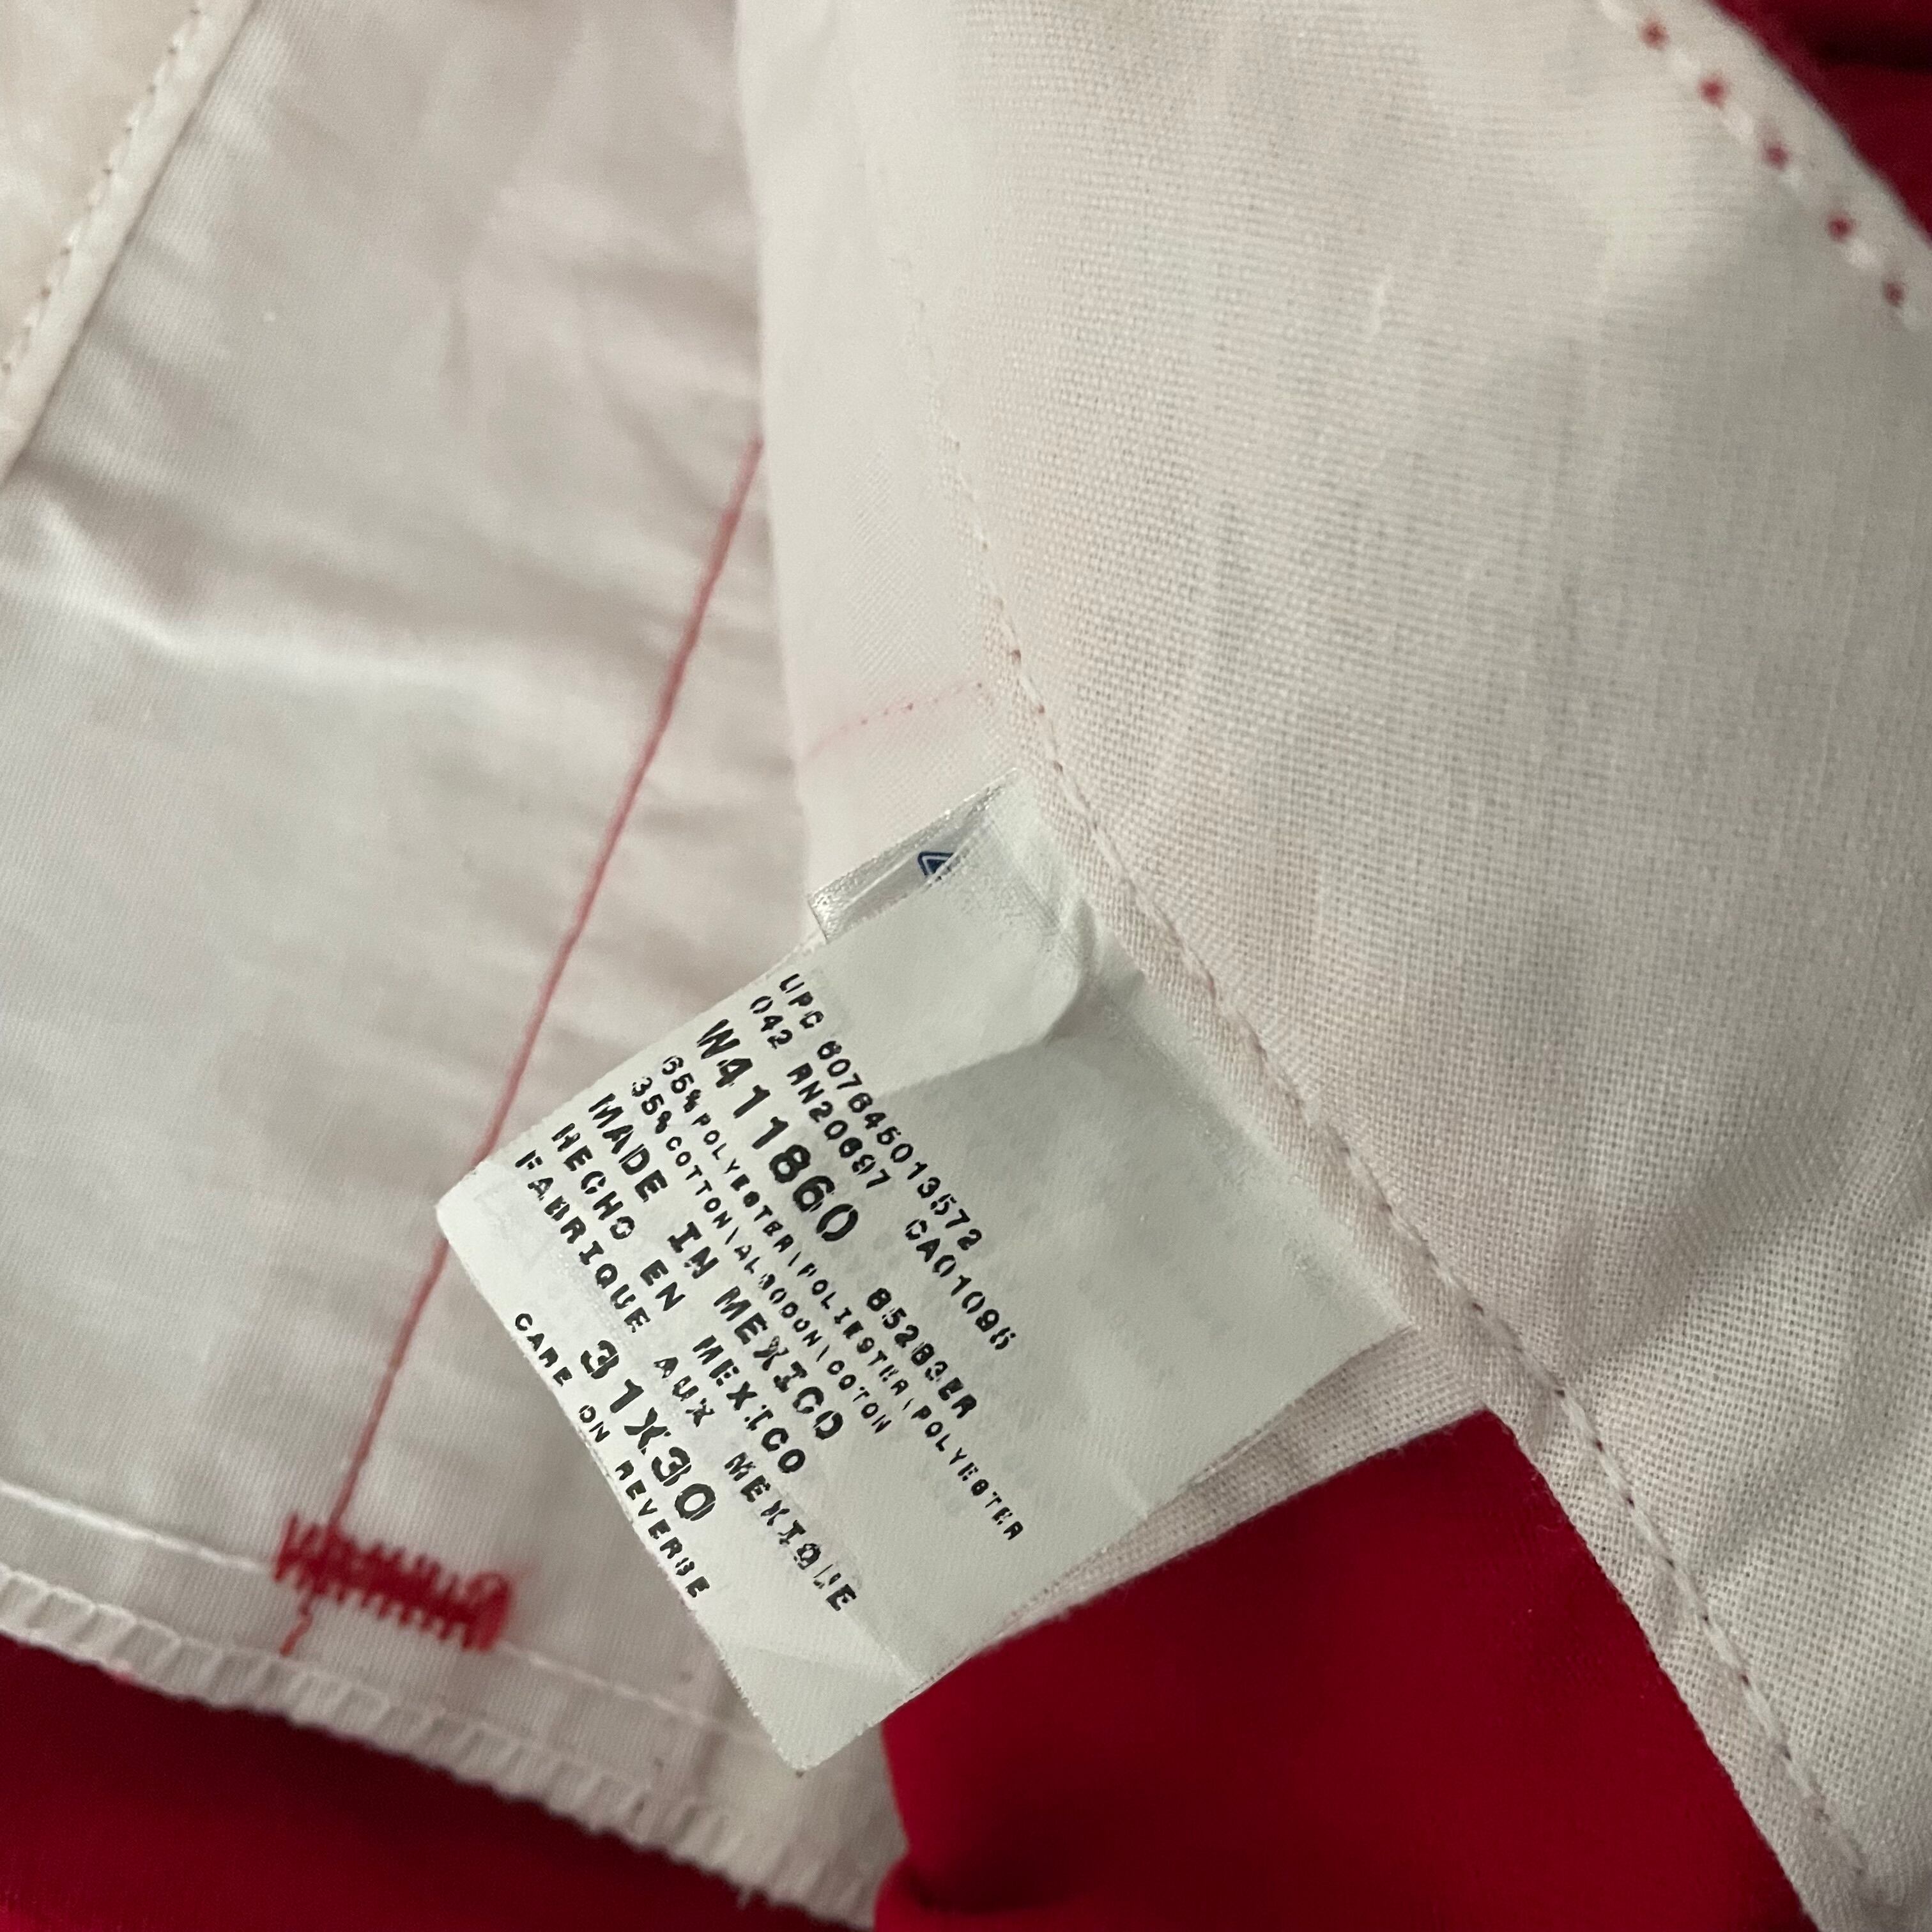 UPC 607645013572
042 RN20697 CA01095
W411860 852B3ER
65% POLYESTER\POLIESTER\POLYESTER
35% COTTON\ALGODON\COTON
MADE IN MEXICO
HECHO EN MEXICO
FABRIQUE AUX MEXIQUE
31X30
CARE ON REVERSE